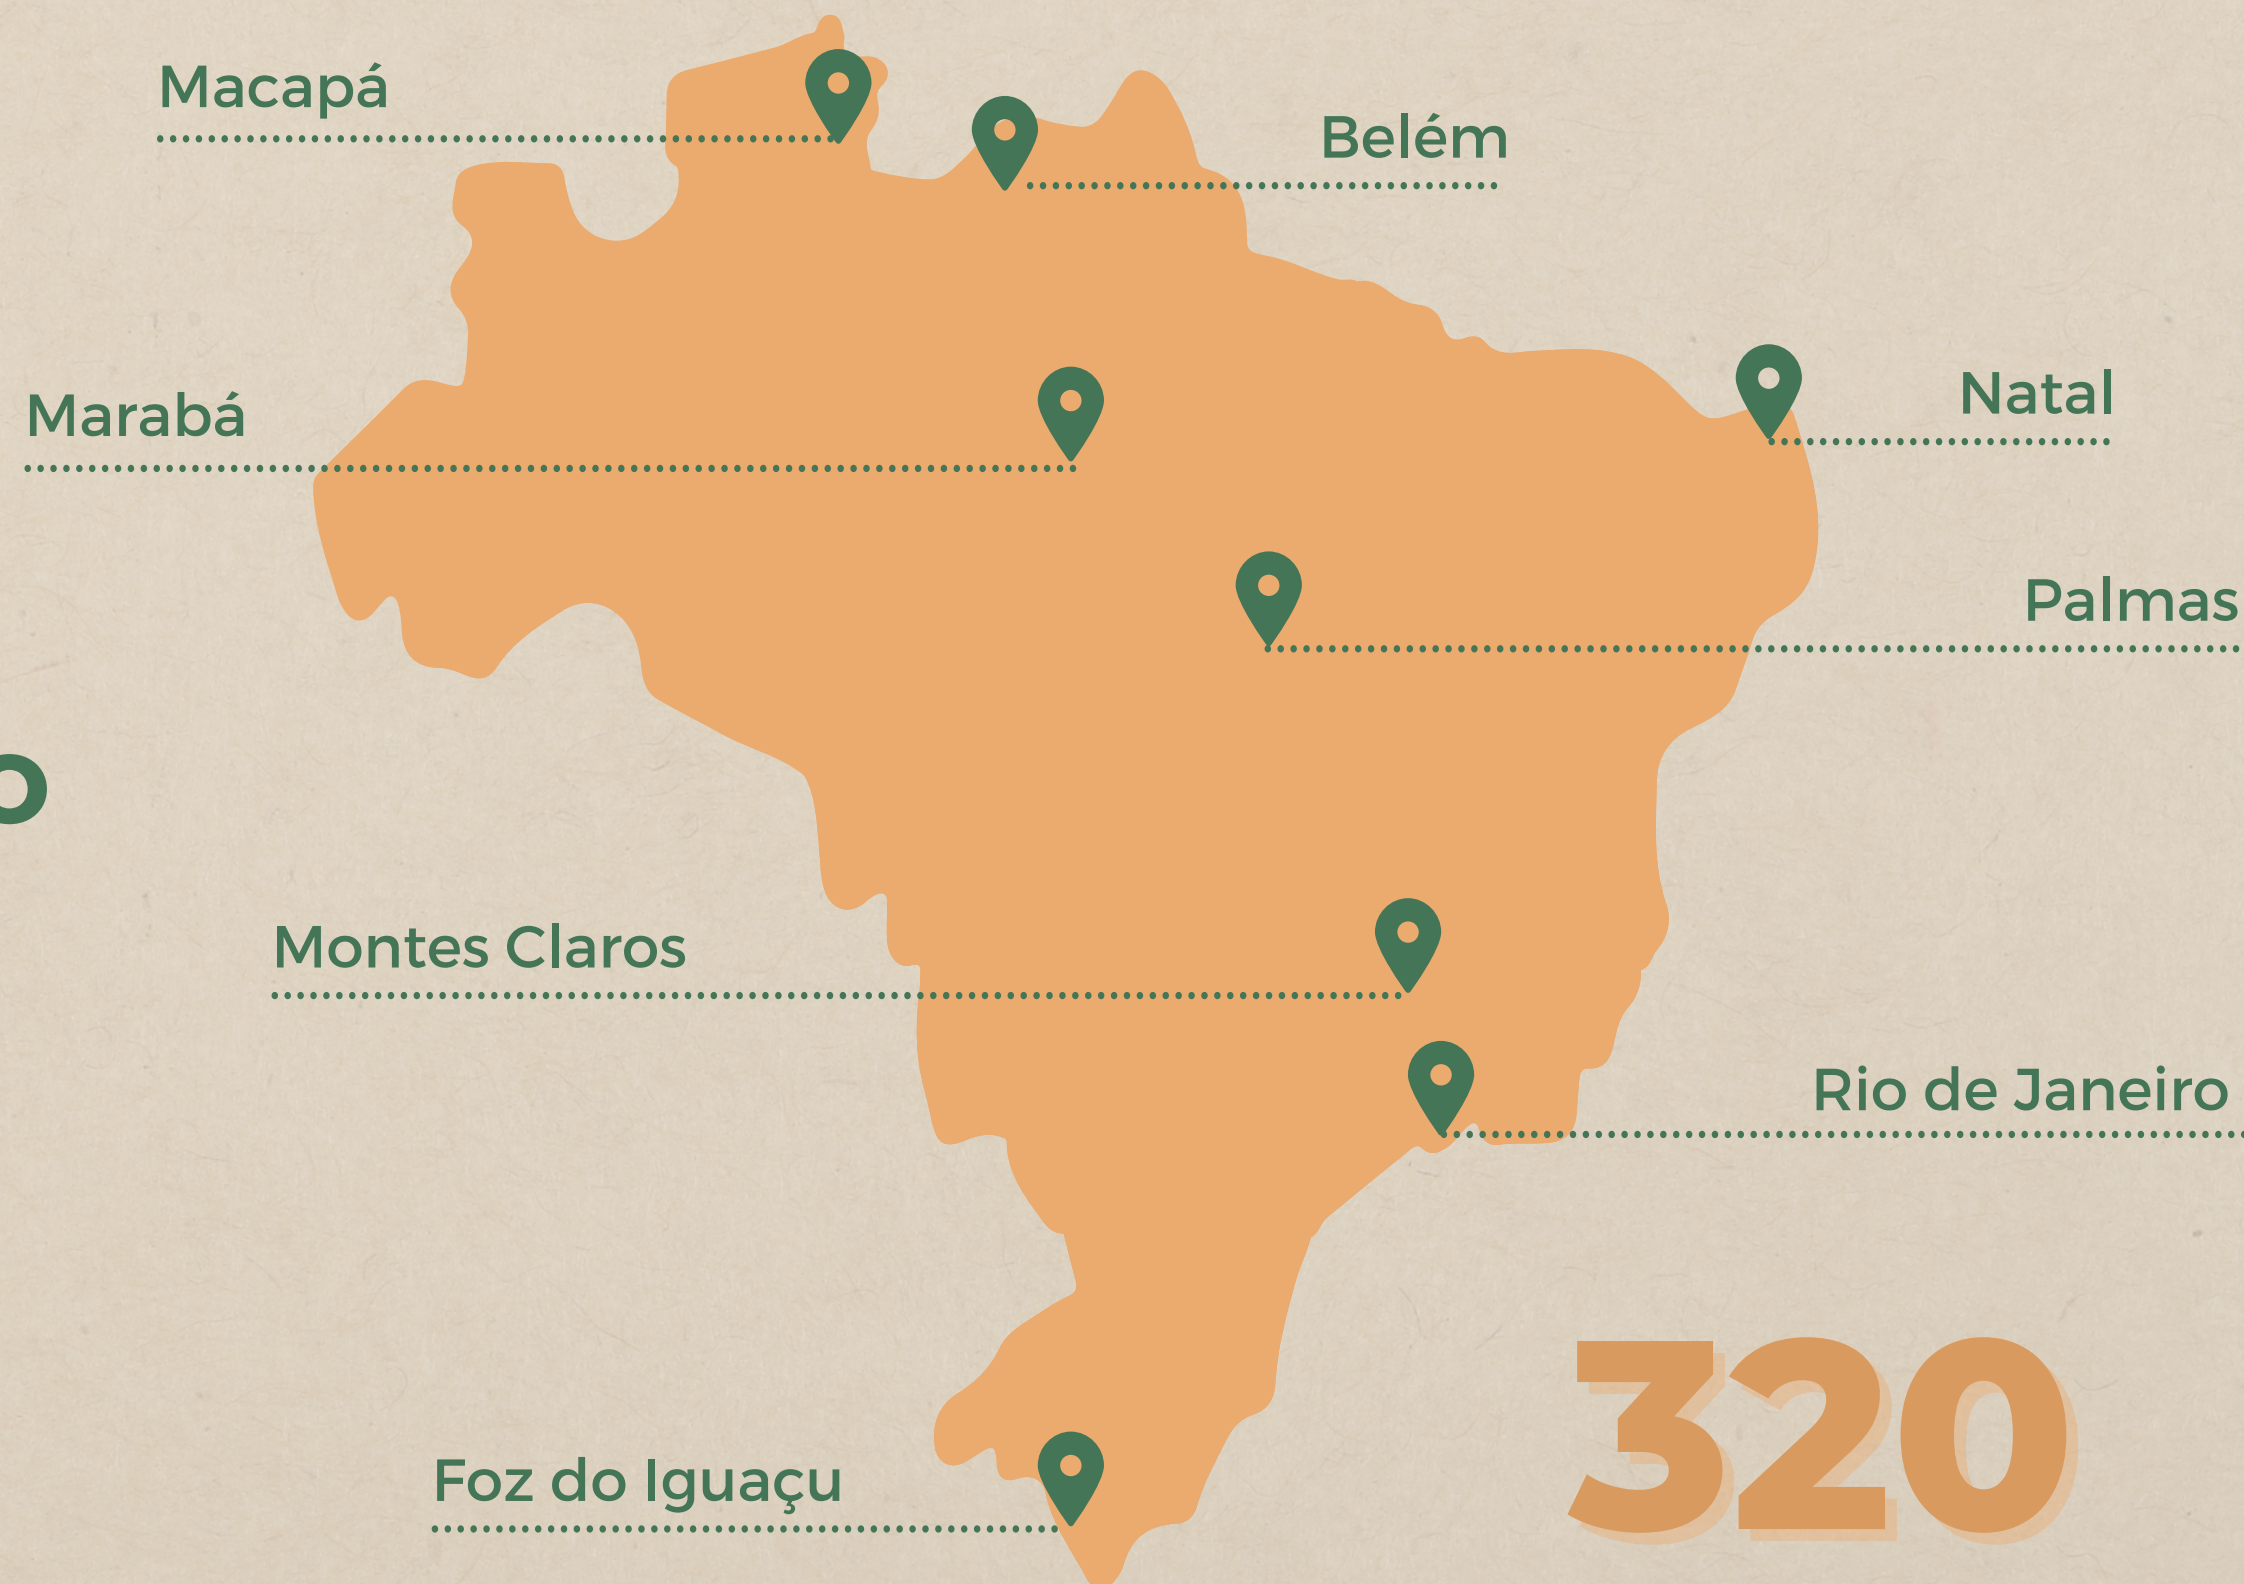 Macapá
Belém
Natal
Marabá
Palmas
Montes Claros
Rio de Janeiro
Foz do Iguaçu
320